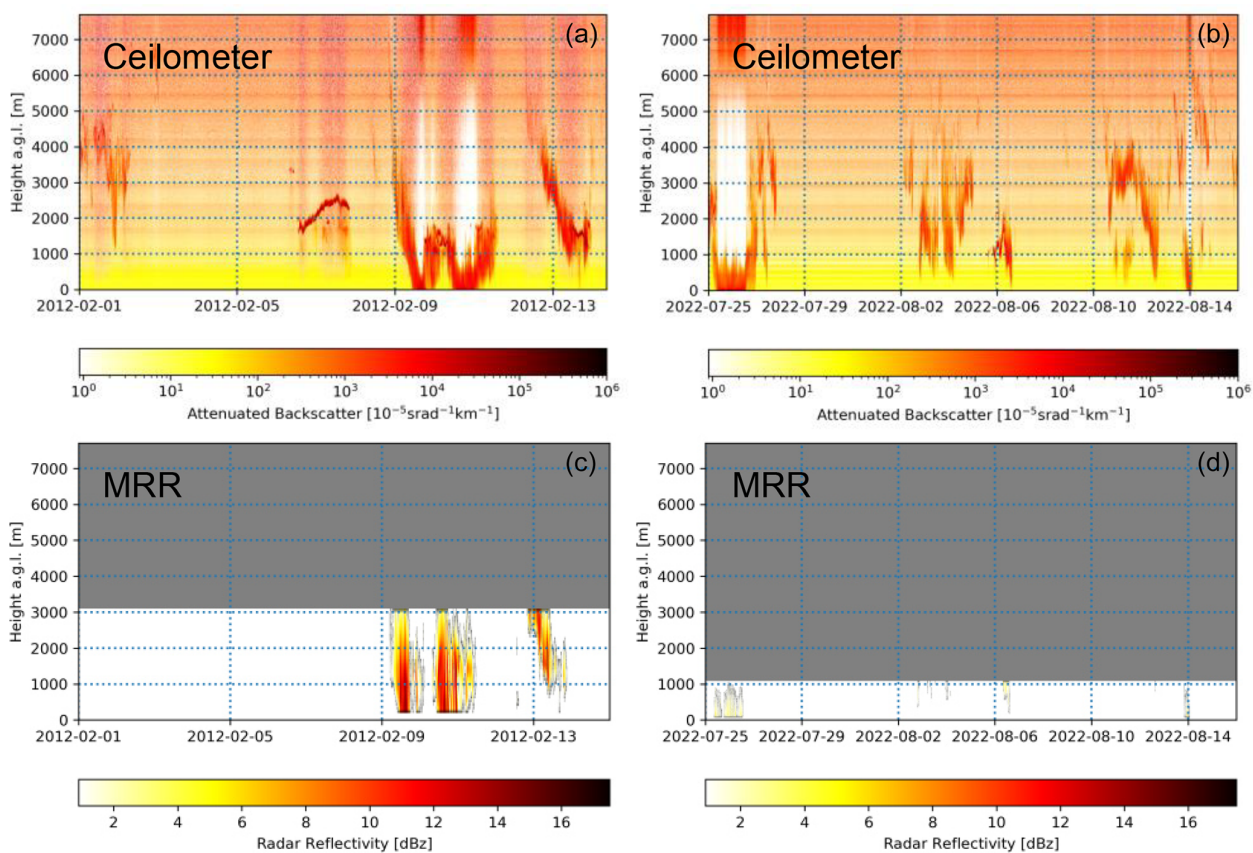 (a)
Ceilometer
Height a.g.l. [m]
7000
6000
5000
4000
3000
2000
1000
0
2012-02-01 2012-02-05 2012-02-09 2012-02-13
10⁰ 10¹ 10² 10³ 10⁴ 10⁵ 10⁶
Attenuated Backscatter [10⁻⁵srad⁻¹km⁻¹]
(b)
Ceilometer
Height a.g.l. [m]
7000
6000
5000
4000
3000
2000
1000
0
2022-07-25 2022-07-29 2022-08-02 2022-08-06 2022-08-10 2022-08-14
10⁰ 10¹ 10² 10³ 10⁴ 10⁵ 10⁶
Attenuated Backscatter [10⁻⁵srad⁻¹km⁻¹]
(c)
MRR
Height a.g.l. [m]
7000
6000
5000
4000
3000
2000
1000
0
2012-02-01 2012-02-05 2012-02-09 2012-02-13
2 4 6 8 10 12 14 16
Radar Reflectivity [dBz]
(d)
MRR
Height a.g.l. [m]
7000
6000
5000
4000
3000
2000
1000
0
2022-07-25 2022-07-29 2022-08-02 2022-08-06 2022-08-10 2022-08-14
2 4 6 8 10 12 14 16
Radar Reflectivity [dBz]